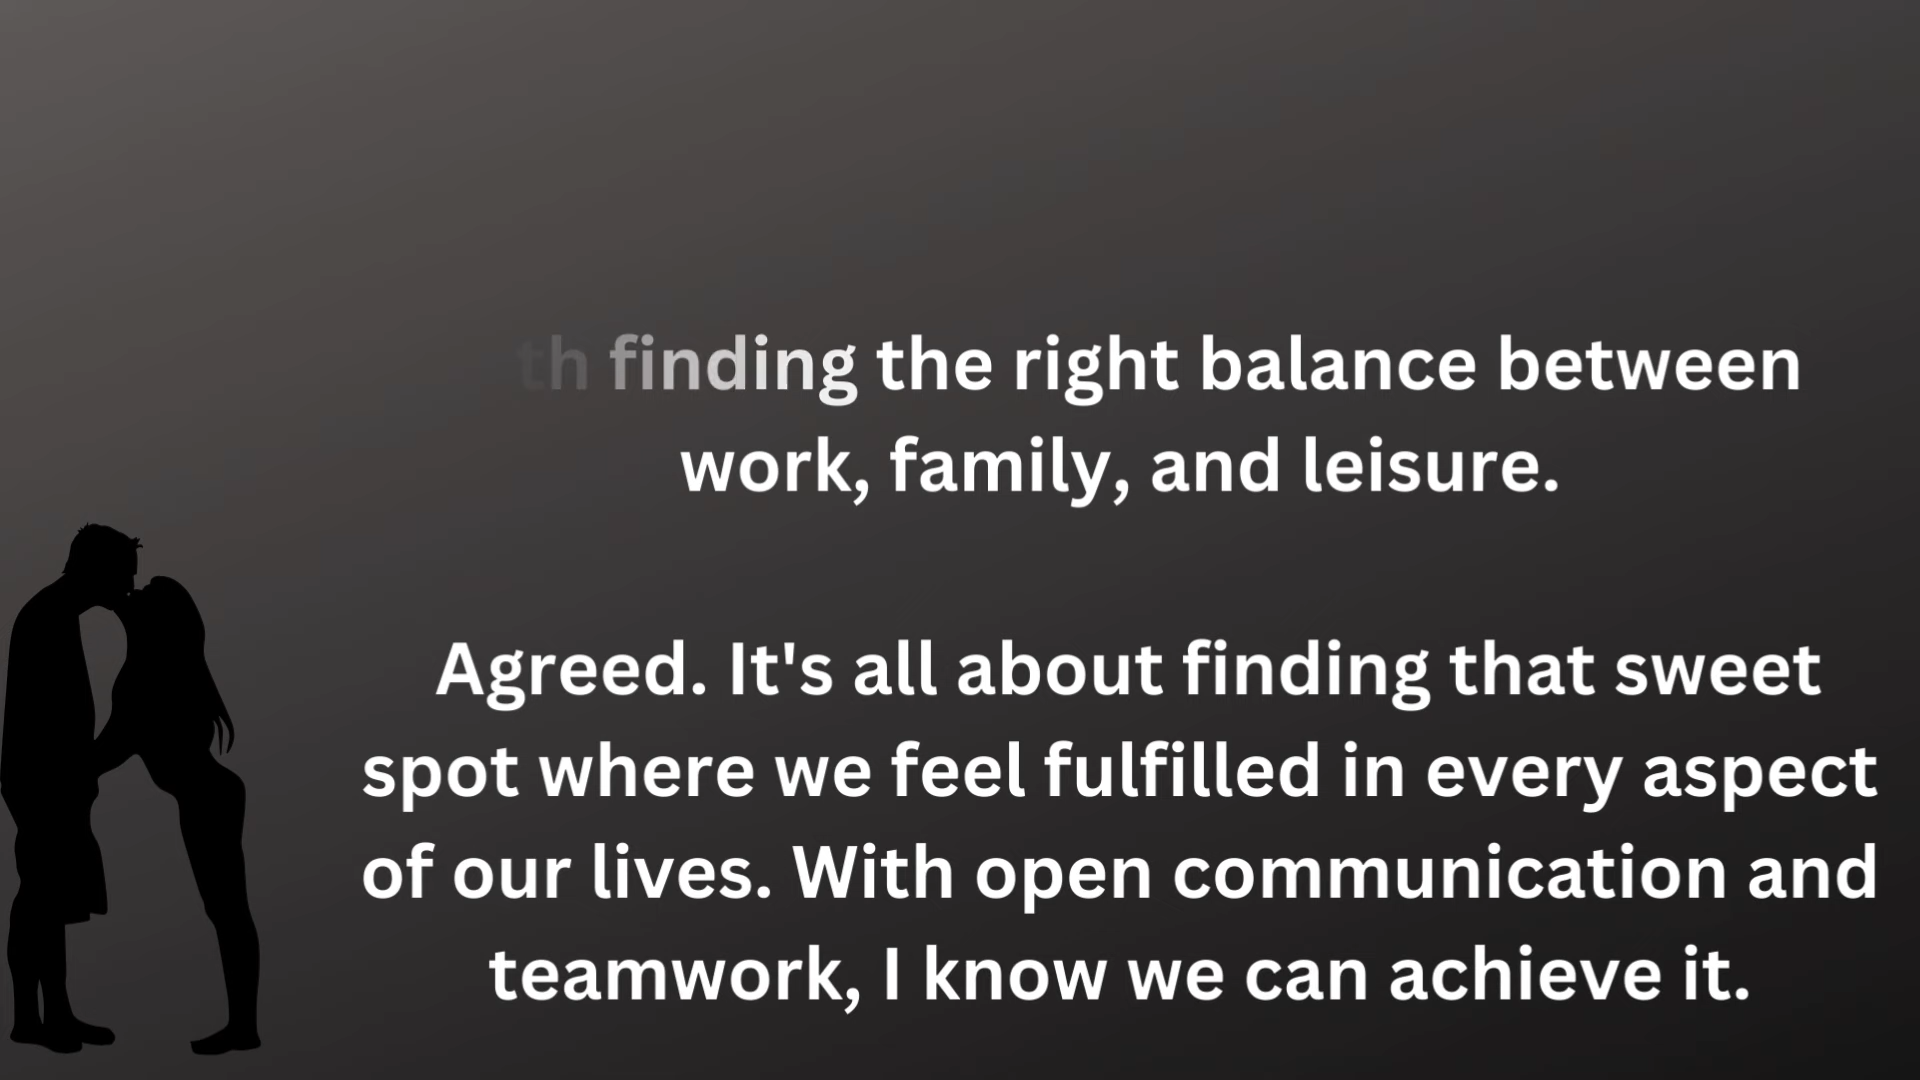 th finding the right balance between
work, family, and leisure.
Agreed. It's all about finding that sweet
spot where we feel fulfilled in every aspect
of our lives. With open communication and
teamwork, I know we can achieve it.